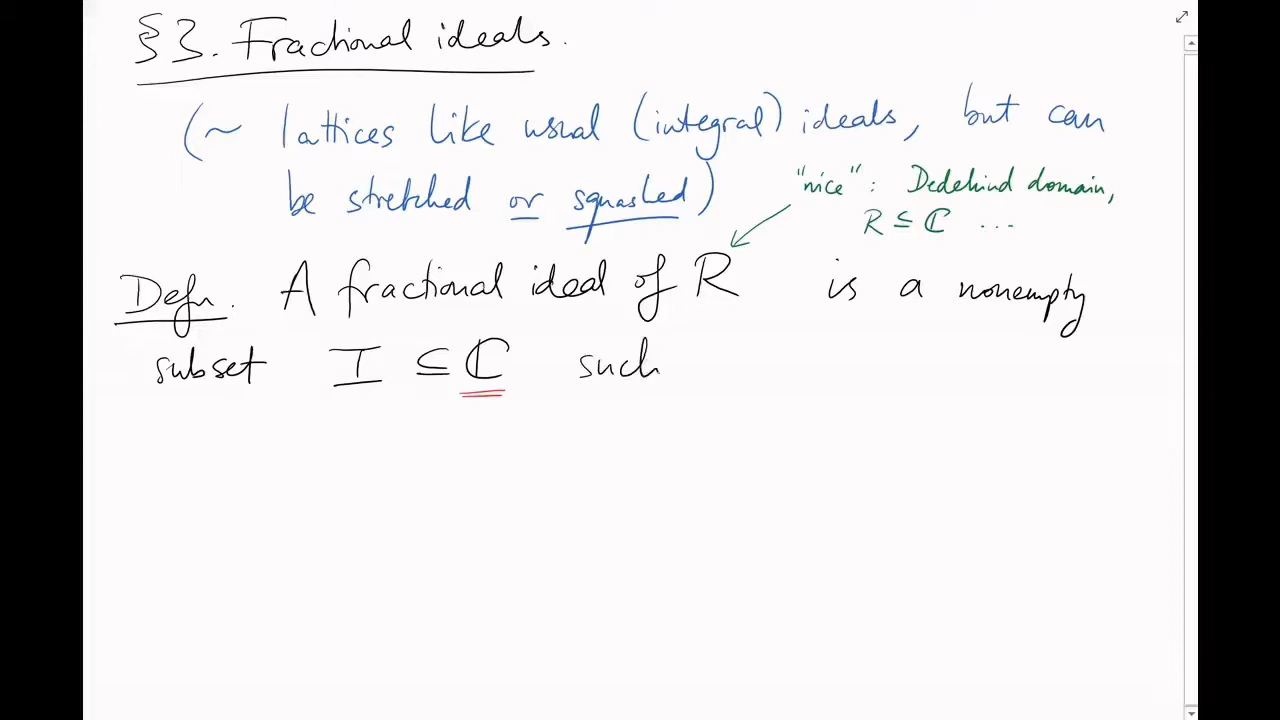 §3. Fractional ideals.
(~ lattices like usual (integral) ideals, but can
be stretched or squashed)
"nice": Dedekind domain,
R ⊆ ℂ ...
Defn. A fractional ideal of R is a nonempty
subset I ⊆ ℂ such